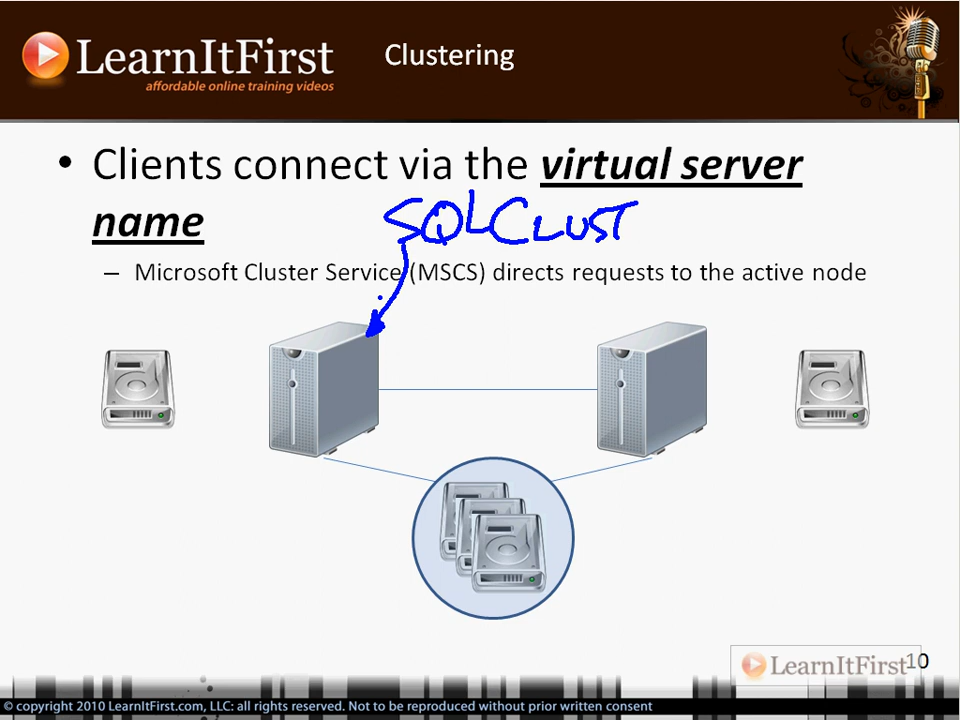 LearnItFirst
affordable online training videos
Clustering
• Clients connect via the virtual server
name
SQLCLUST
– Microsoft Cluster Service (MSCS) directs requests to the active node
LearnItFirst
10
© copyright 2010 LearnItFirst.com, LLC: all rights reserved. Not to be reproduced without prior written consent